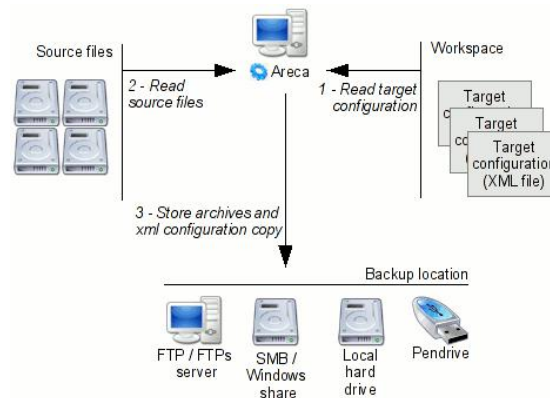 Source files
Areca
Workspace
2 - Read
source files
1 - Read target
configuration
Target
Target
Target
configuration
(XML file)
3 - Store archives and
xml configuration copy
Backup location
FTP / FTPs
server
SMB /
Windows
share
Local
hard
drive
Pendrive